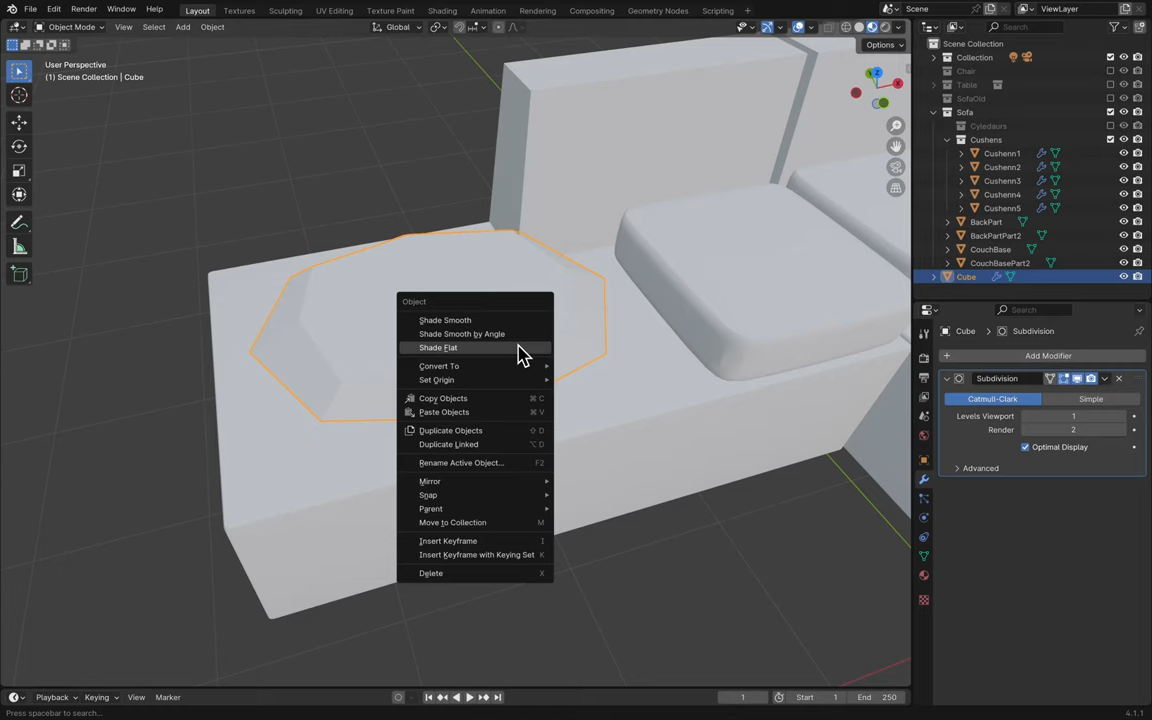 File Edit Render Window Help Layout Textures Sculpting UV Editing Texture Paint Shading Animation Rendering Compositing Geometry Nodes Scripting + Scene ViewLayer
Object Mode View Select Add Object Global
Options
User Perspective
(1) Scene Collection | Cube
Search
Scene Collection
Collection
Chair
Table
SofaOld
Sofa
Cyledaurs
Cushens
Cushenn1
Cushenn2
Cushenn3
Cushenn4
Cushenn5
BackPart
BackPartPart2
CouchBase
CouchBasePart2
Cube
Object
Shade Smooth
Shade Smooth by Angle
Shade Flat
Convert To
Set Origin
Copy Objects ⌘ C
Paste Objects ⌘ V
Duplicate Objects ⇧ D
Duplicate Linked ⌥ D
Rename Active Object... F2
Mirror
Snap
Parent
Move to Collection M
Insert Keyframe I
Insert Keyframe with Keying Set K
Delete X
Search
Cube > Subdivision
+ Add Modifier
Subdivision
Catmull-Clark Simple
Levels Viewport 1
Render 2
Optimal Display
Advanced
Playback Keying View Marker 1 Start 1 End 250
Press spacebar to search... 4.1.1